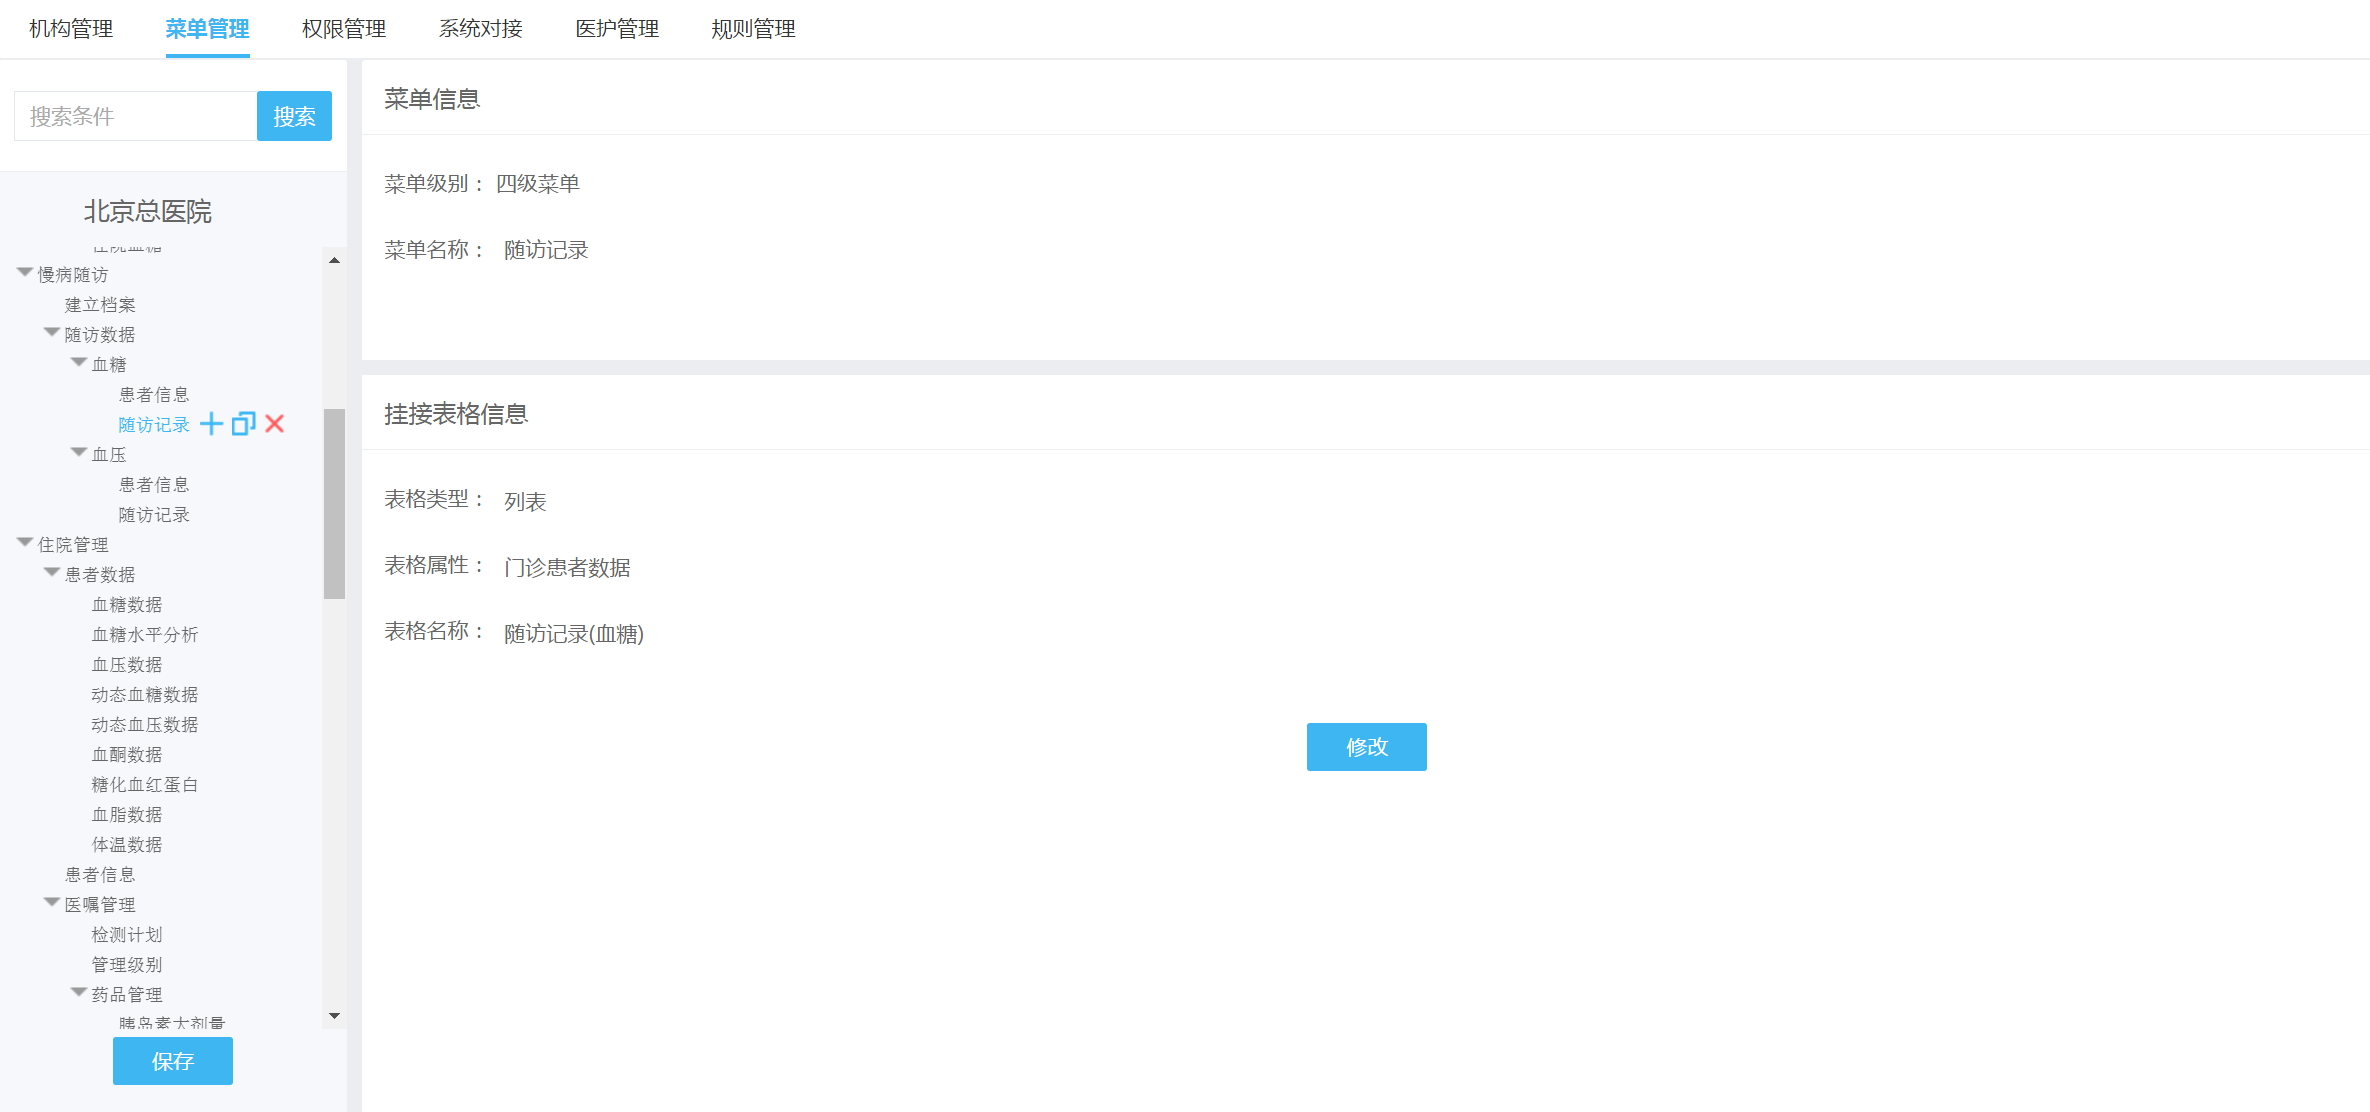 机构管理 菜单管理 权限管理 系统对接 医护管理 规则管理
搜索条件 搜索
北京总医院
住院血糖
慢病随访
建立档案
随访数据
血糖
患者信息
随访记录
血压
患者信息
随访记录
住院管理
患者数据
血糖数据
血糖水平分析
血压数据
动态血糖数据
动态血压数据
血酮数据
糖化血红蛋白
血脂数据
体温数据
患者信息
医嘱管理
检测计划
管理级别
药品管理
胰岛素大剂量
保存
菜单信息
菜单级别： 四级菜单
菜单名称： 随访记录
挂接表格信息
表格类型： 列表
表格属性： 门诊患者数据
表格名称： 随访记录(血糖)
修改